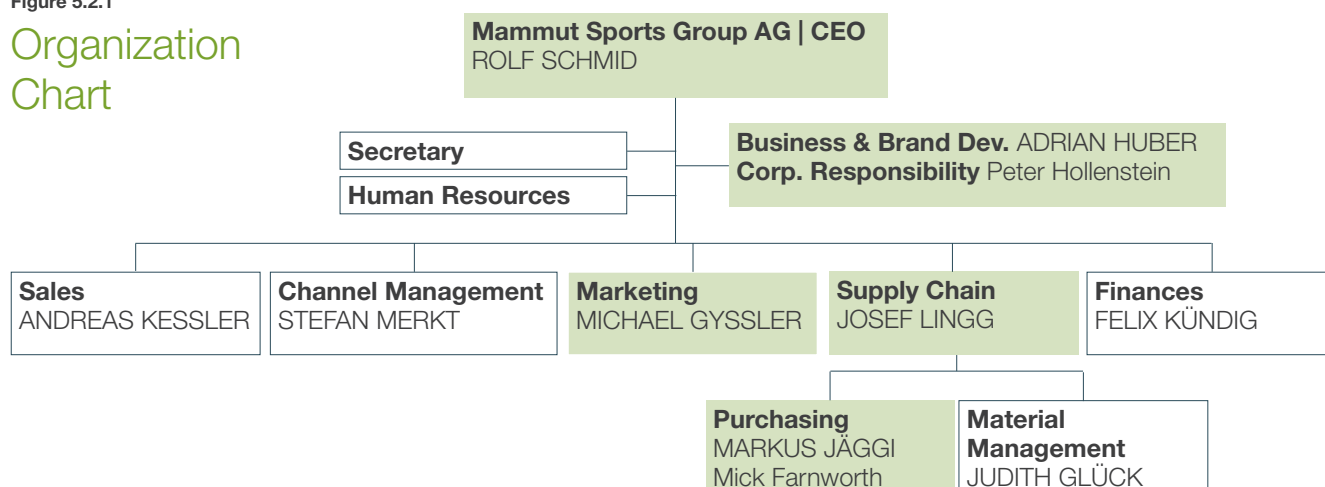 Figure 5.2.1
Organization
Chart
Mammut Sports Group AG | CEO
ROLF SCHMID
Secretary
Human Resources
Business & Brand Dev. ADRIAN HUBER
Corp. Responsibility Peter Hollenstein
Sales
ANDREAS KESSLER
Channel Management
STEFAN MERKT
Marketing
MICHAEL GYSSLER
Supply Chain
JOSEF LINGG
Finances
FELIX KÜNDIG
Purchasing
MARKUS JÄGGI
Mick Farnworth
Material
Management
JUDITH GLÜCK